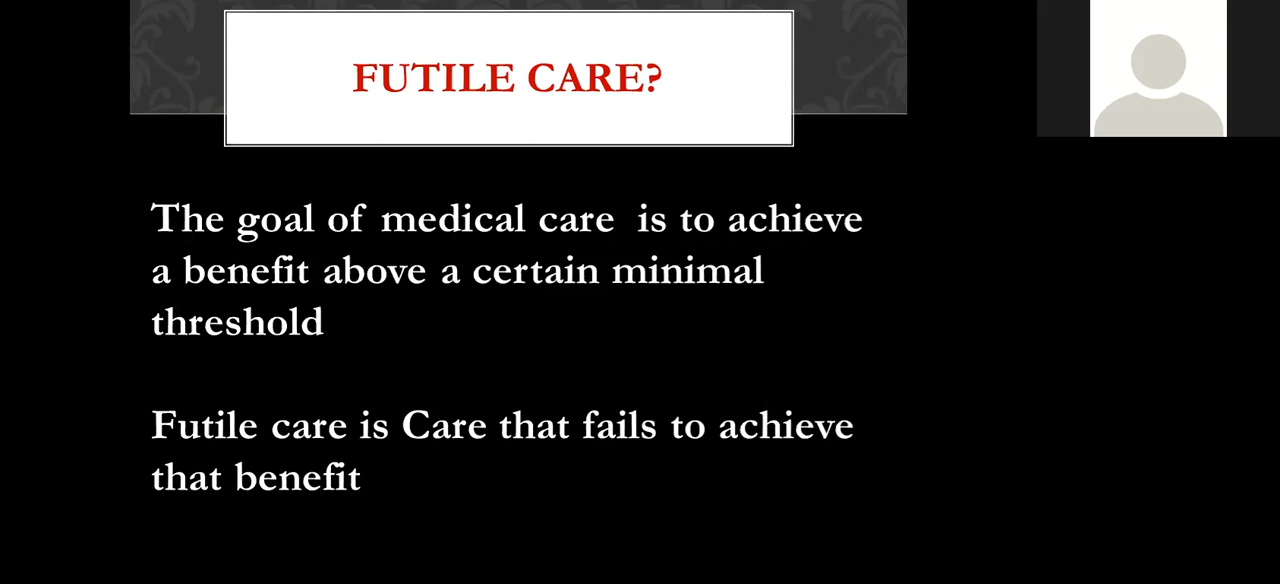 FUTILE CARE?
The goal of medical care is to achieve
a benefit above a certain minimal
threshold
Futile care is Care that fails to achieve
that benefit